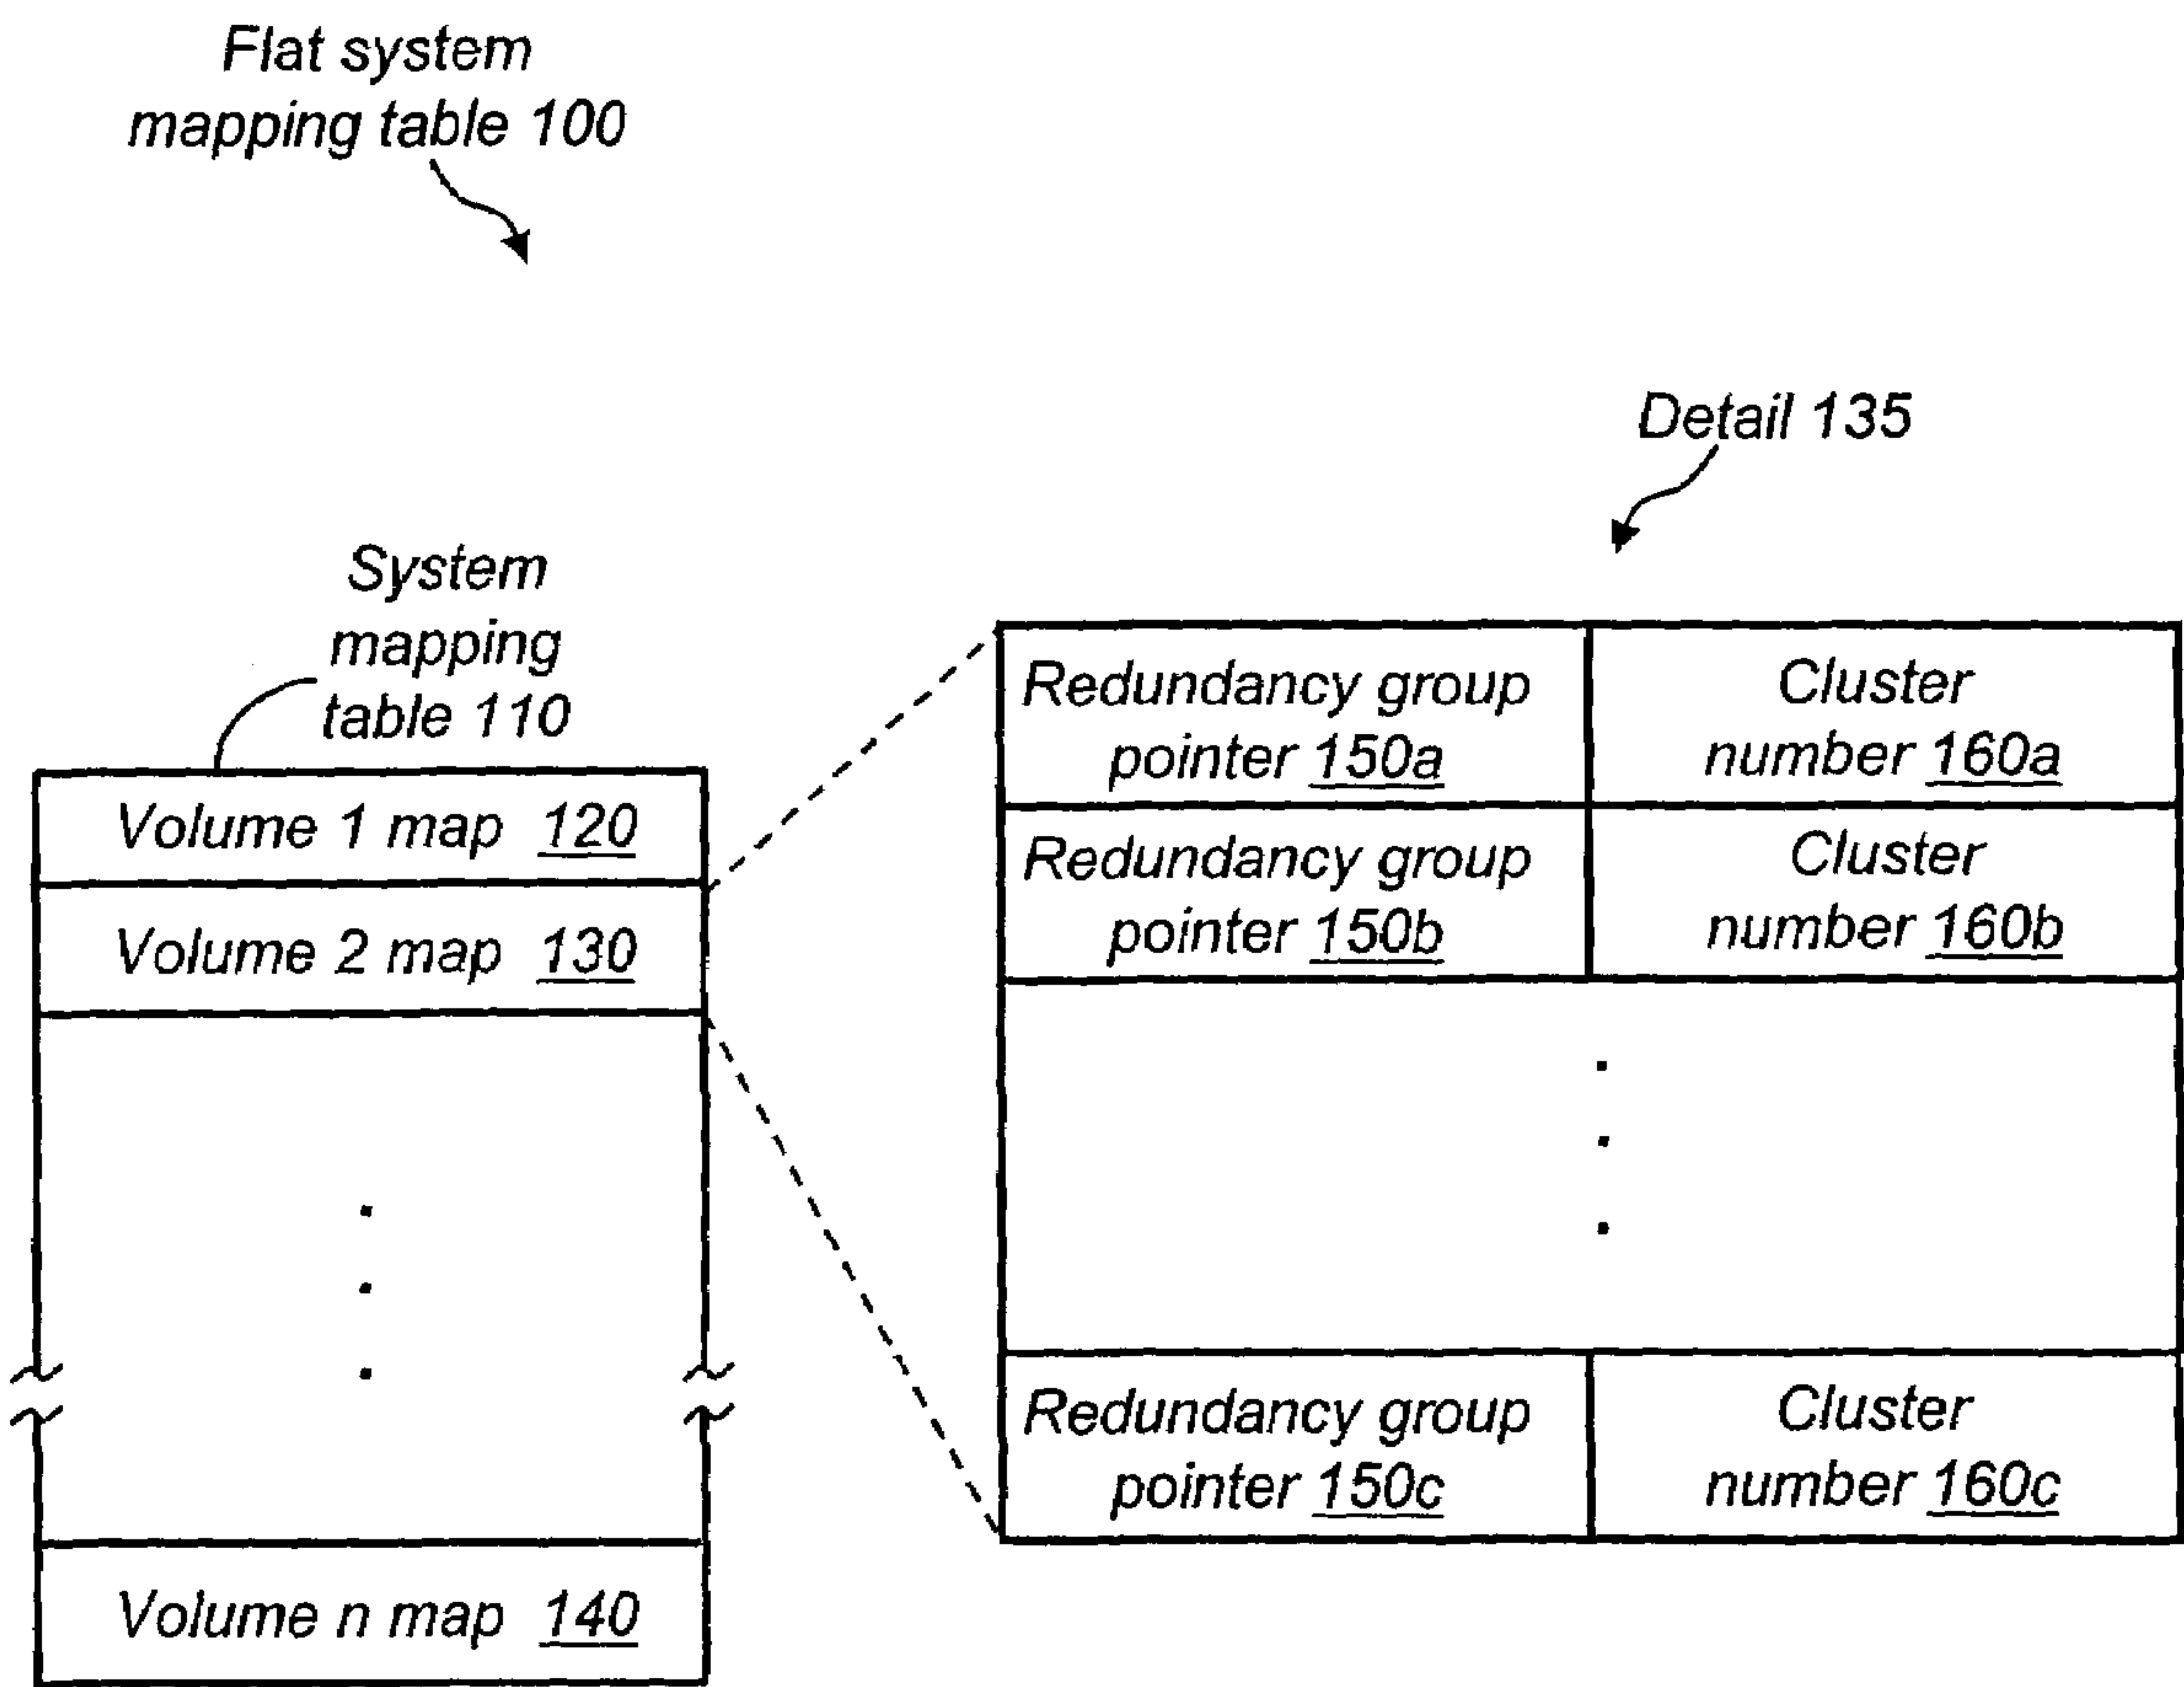 Flat system
mapping table 100
Detail 135
System
mapping
table 110
Volume 1 map 120
Volume 2 map 130
Volume n map 140
Redundancy group
pointer 150a
Cluster
number 160a
Redundancy group
pointer 150b
Cluster
number 160b
Redundancy group
pointer 150c
Cluster
number 160c